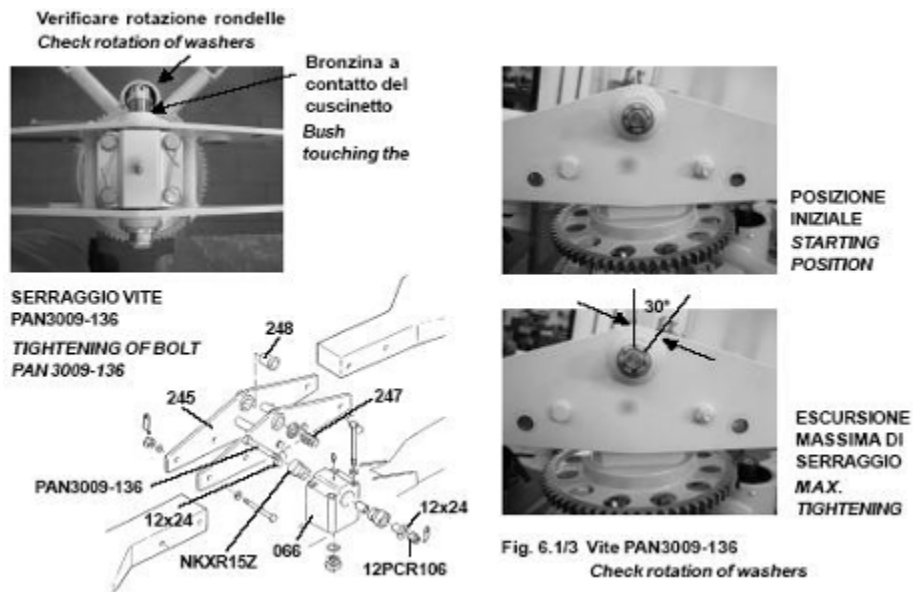 Verificare rotazione rondelle
Check rotation of washers
Bronzina a
contatto del
cuscinetto
Bush
touching the
SERRAGGIO VITE
PAN3009-136
TIGHTENING OF BOLT
PAN 3009-136
248
245
247
PAN3009-136
12x24
NKXR15Z
066
12x24
12PCR106
POSIZIONE
INIZIALE
STARTING
POSITION
30°
ESCURSIONE
MASSIMA DI
SERRAGGIO
MAX.
TIGHTENING
Fig. 6.1/3 Vite PAN3009-136
Check rotation of washers